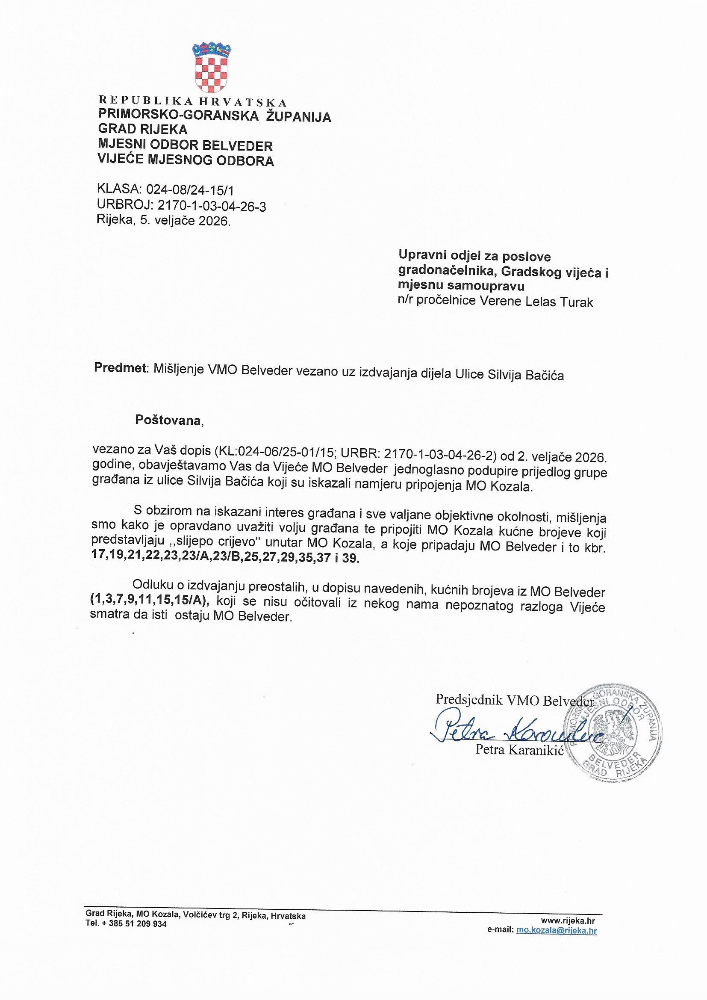 REPUBLIKA HRVATSKA
PRIMORSKO-GORANSKA ŽUPANIJA
GRAD RIJEKA
MJESNI ODBOR BELVEDER
VIJEĆE MJESNOG ODBORA
KLASA: 024-08/24-15/1
URBROJ: 2170-1-03-04-26-3
Rijeka, 5. veljače 2026.
Upravni odjel za poslove
gradonačelnika, Gradskog vijeća i
mjesnu samoupravu
n/r pročelnice Verene Lelas Turak
Predmet: Mišljenje VMO Belveder vezano uz izdvajanja dijela Ulice Silvija Bačića
Poštovana,
vezano za Vaš dopis (KL:024-06/25-01/15; URBR: 2170-1-03-04-26-2) od 2. veljače 2026.
godine, obavještavamo Vas da Vijeće MO Belveder jednoglasno podupire prijedlog grupe
građana iz ulice Silvija Bačića koji su iskazali namjeru pripojenja MO Kozala.
S obzirom na iskazani interes građana i sve valjane objektivne okolnosti, mišljenja
smo kako je opravdano uvažiti volju građana te pripojiti MO Kozala kućne brojeve koji
predstavljaju ,,slijepo crijevo" unutar MO Kozala, a koje pripadaju MO Belveder i to kbr.
17,19,21,22,23,23/A,23/B,25,27,29,35,37 i 39.
Odluku o izdvajanju preostalih, u dopisu navedenih, kućnih brojeva iz MO Belveder
(1,3,7,9,11,15,15/A), koji se nisu očitovali iz nekog nama nepoznatog razloga Vijeće
smatra da isti ostaju MO Belveder.
Predsjednik VMO Belveder
Petra Karanikić
Petra Karanikić
PRIMORSKO-GORANSKA ŽUPANIJA
MJESNI ODBOR
BELVEDER
GRAD RIJEKA
Grad Rijeka, MO Kozala, Volčićev trg 2, Rijeka, Hrvatska
Tel. + 385 51 209 934
www.rijeka.hr
e-mail: mo.kozala@rijeka.hr